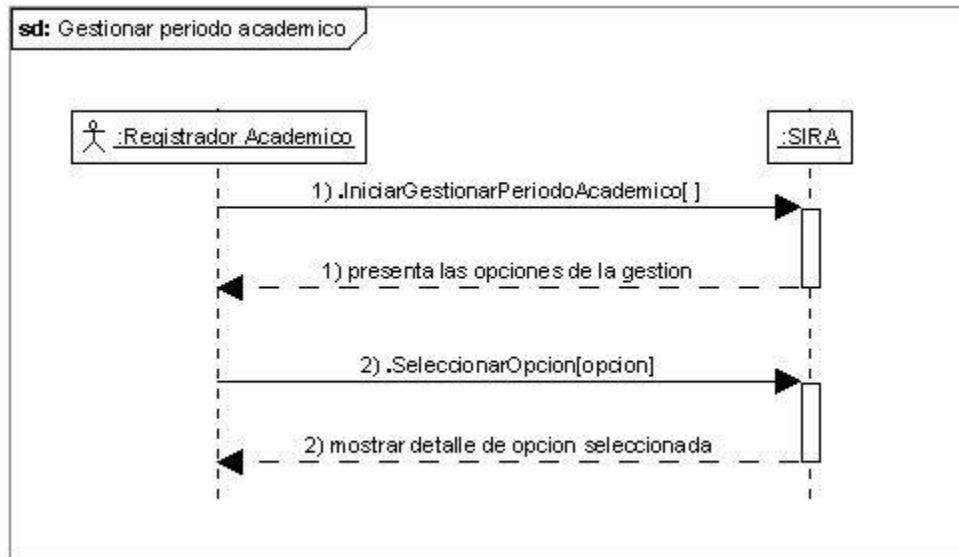 sd: Gestionar periodo academico
:Registrador Academico
:SIRA
1) .IniciarGestionarPeriodoAcademico[ ]
1) presenta las opciones de la gestion
2) .SeleccionarOpcion[opcion]
2) mostrar detalle de opcion seleccionada